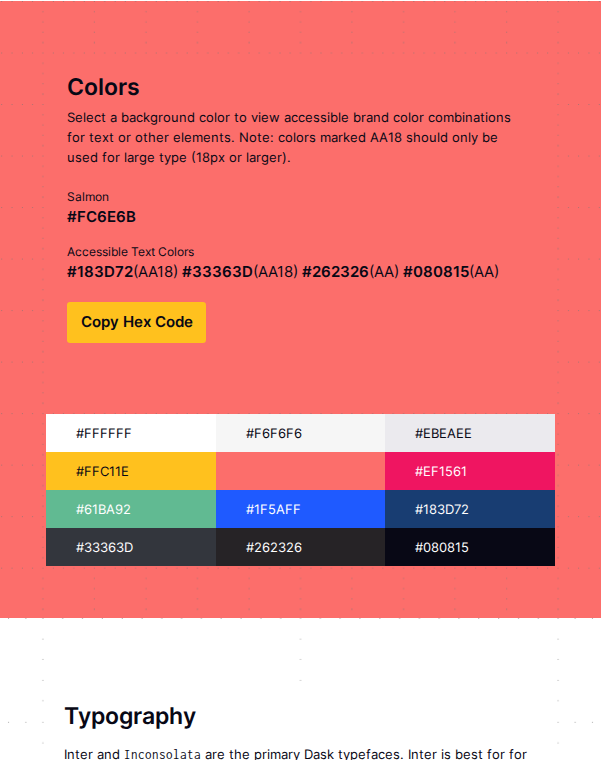 Colors
Select a background color to view accessible brand color combinations
for text or other elements. Note: colors marked AA18 should only be
used for large type (18px or larger).
Salmon
#FC6E6B
Accessible Text Colors
#183D72(AA18) #33363D(AA18) #262326(AA) #080815(AA)
Copy Hex Code
#FFFFFF #F6F6F6 #EBEAEE
#FFC11E #EF1561
#61BA92 #1F5AFF #183D72
#33363D #262326 #080815
Typography
Inter and Inconsolata are the primary Dask typefaces. Inter is best for for